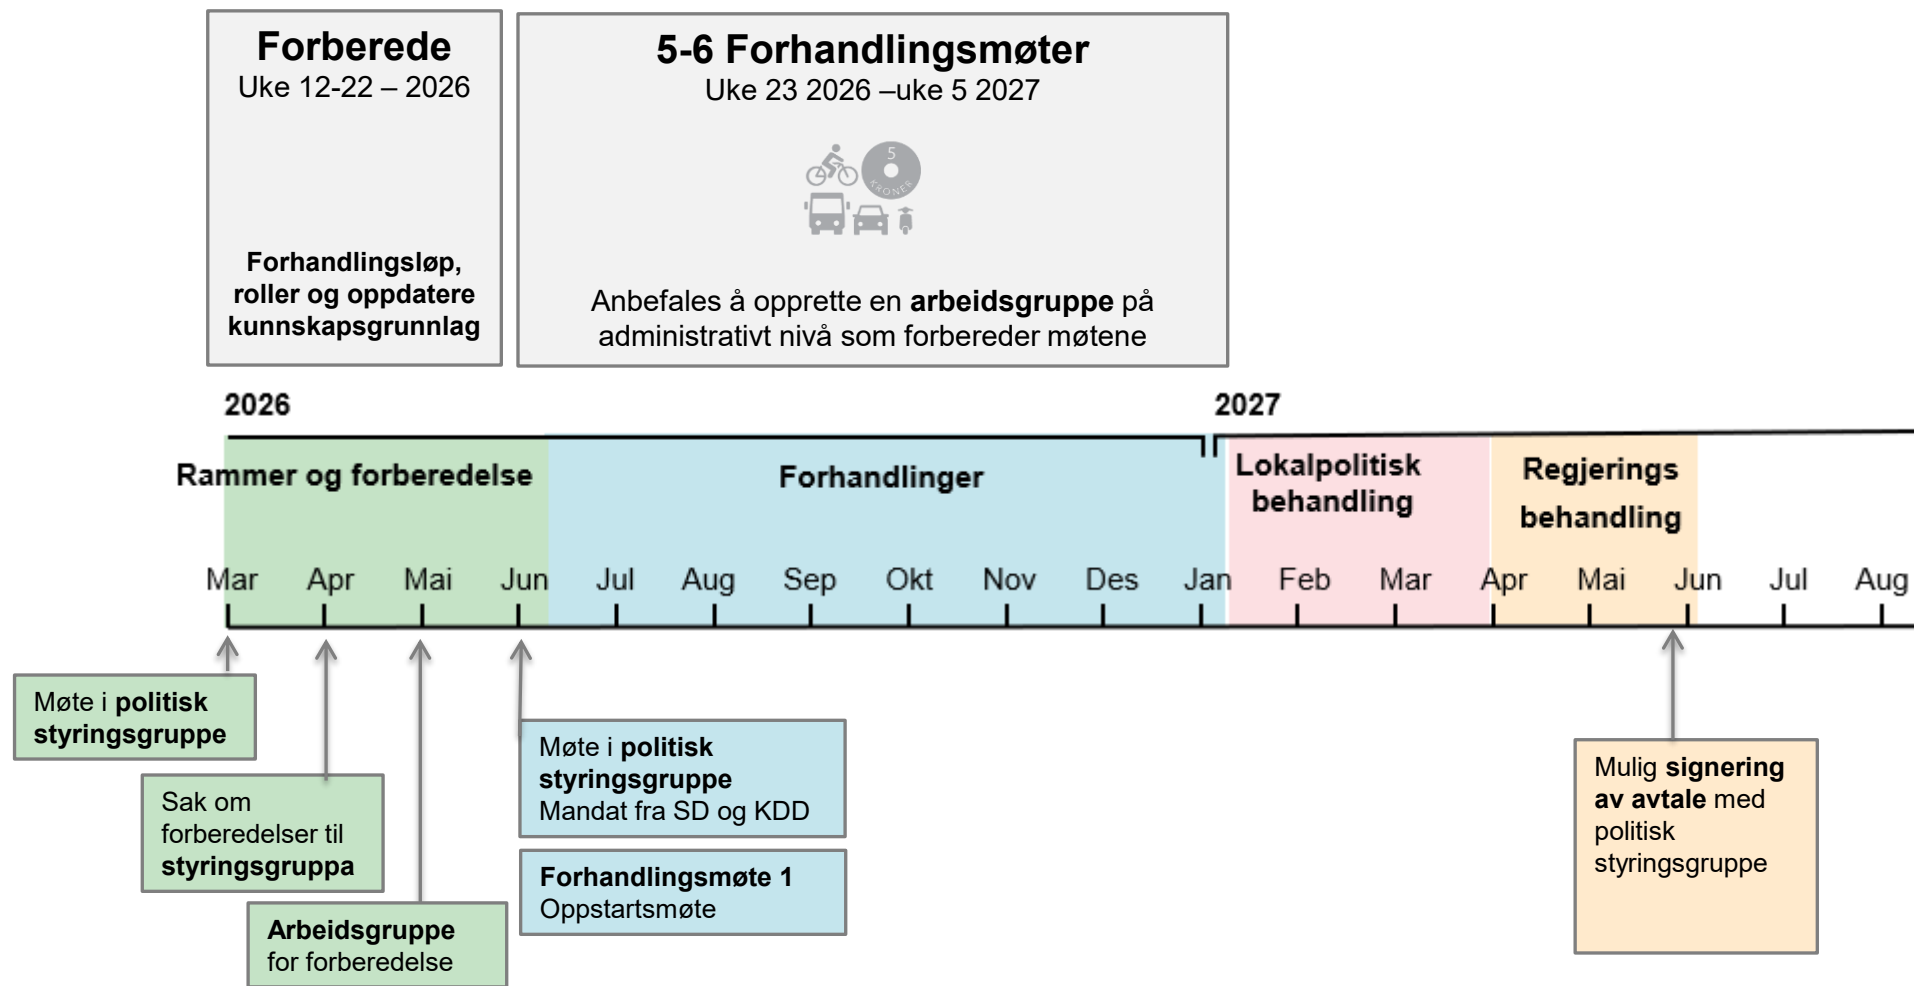 Forberede
Uke 12-22 – 2026
Forhandlingsløp,
roller og oppdatere
kunnskapsgrunnlag
5-6 Forhandlingsmøter
Uke 23 2026 –uke 5 2027
5
KRONER
Anbefales å opprette en arbeidsgruppe på
administrativt nivå som forbereder møtene
2026
2027
Rammer og forberedelse
Forhandlinger
Lokalpolitisk
behandling
Regjerings
behandling
Mar Apr Mai Jun Jul Aug Sep Okt Nov Des Jan Feb Mar Apr Mai Jun Jul Aug
Møte i politisk
styringsgruppe
Sak om
forberedelser til
styringsgruppa
Arbeidsgruppe
for forberedelse
Møte i politisk
styringsgruppe
Mandat fra SD og KDD
Forhandlingsmøte 1
Oppstartsmøte
Mulig signering
av avtale med
politisk
styringsgruppe